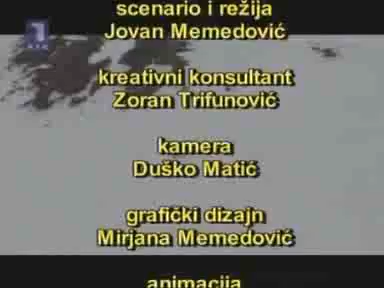 scenario i režija
Jovan Memedović
kreativni konsultant
Zoran Trifunović
kamera
Duško Matić
grafički dizajn
Mirjana Memedović
animacija